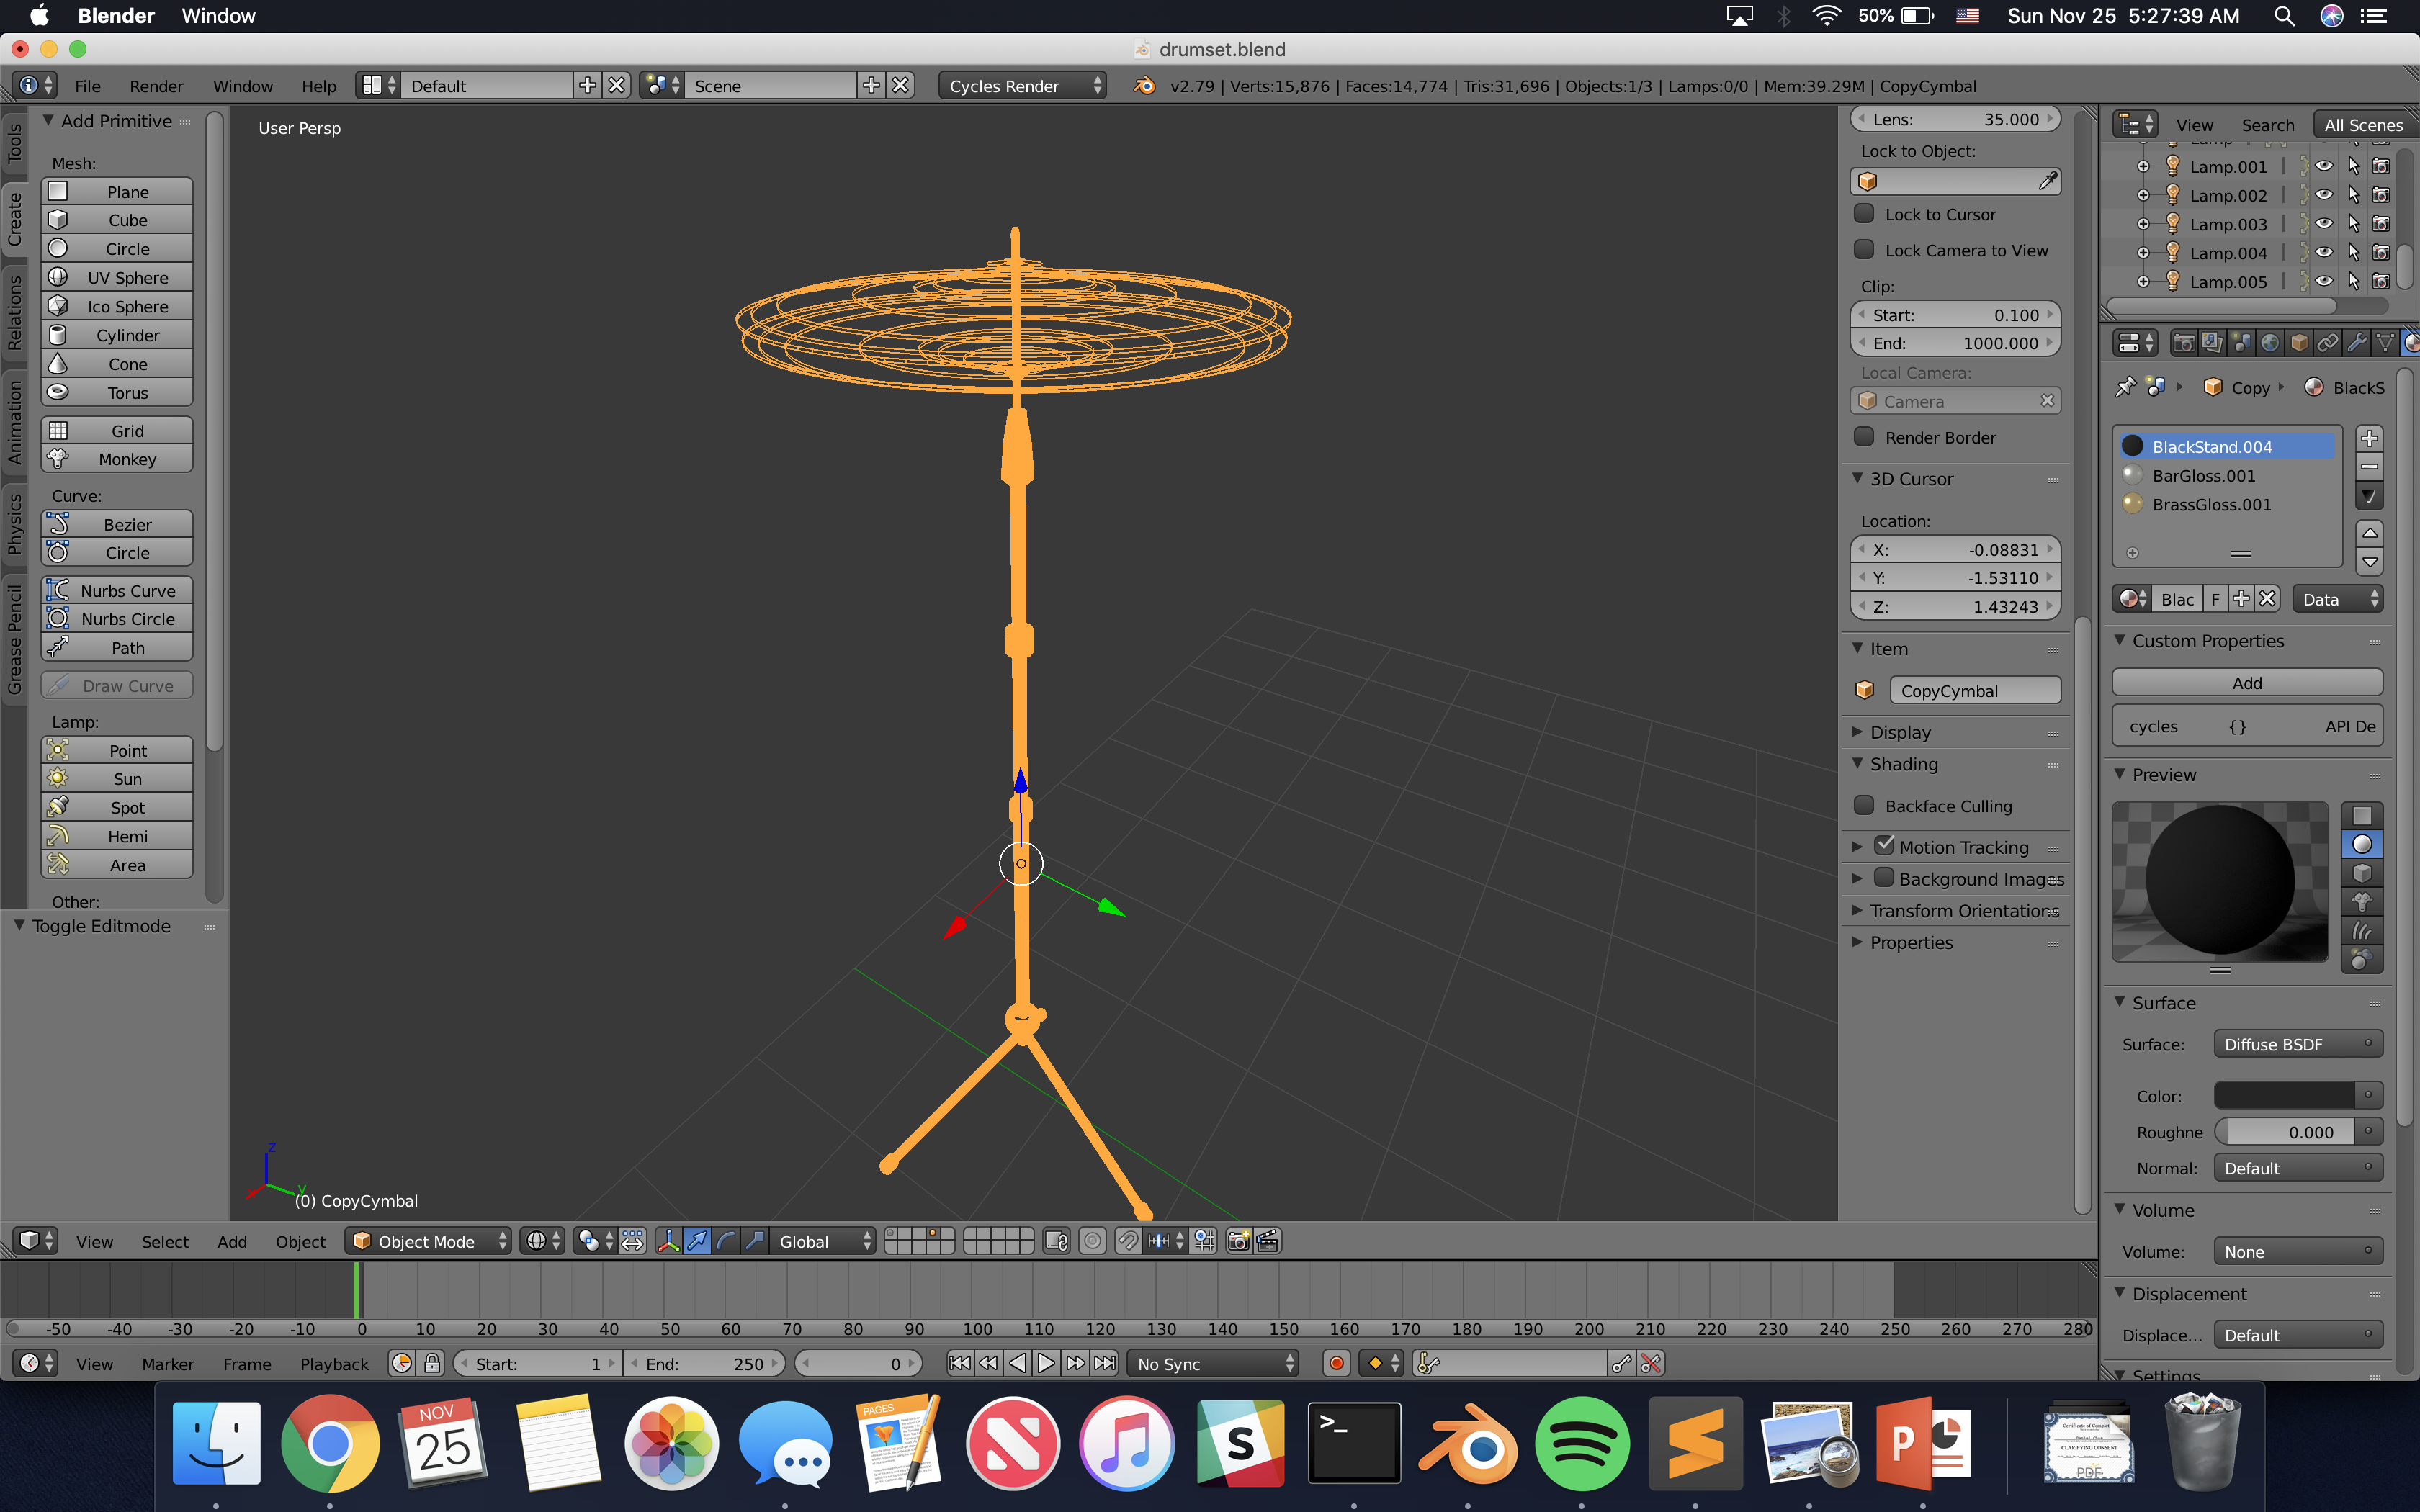 Blender Window 50% Sun Nov 25 5:27:39 AM
drumset.blend
File Render Window Help Default Scene Cycles Render v2.79 | Verts:15,876 | Faces:14,774 | Tris:31,696 | Objects:1/3 | Lamps:0/0 | Mem:39.29M | CopyCymbal
Tools
Create
Relations
Animation
Physics
Grease Pencil
Add Primitive
Mesh:
Plane
Cube
Circle
UV Sphere
Ico Sphere
Cylinder
Cone
Torus
Grid
Monkey
Curve:
Bezier
Circle
Nurbs Curve
Nurbs Circle
Path
Draw Curve
Lamp:
Point
Sun
Spot
Hemi
Area
Other:
Toggle Editmode
User Persp
z
y
(0) CopyCymbal
Lens: 35.000
Lock to Object:
Lock to Cursor
Lock Camera to View
Clip:
Start: 0.100
End: 1000.000
Local Camera:
Camera
Render Border
3D Cursor
Location:
X: -0.08831
Y: -1.53110
Z: 1.43243
Item
CopyCymbal
Display
Shading
Backface Culling
Motion Tracking
Background Images
Transform Orientations
Properties
View Search All Scenes
Lamp.001
Lamp.002
Lamp.003
Lamp.004
Lamp.005
Copy BlackS
BlackStand.004
BarGloss.001
BrassGloss.001
Blac F Data
Custom Properties
Add
cycles {} API De
Preview
Surface
Surface: Diffuse BSDF
Color:
Roughne 0.000
Normal: Default
Volume
Volume: None
Displacement
Displace... Default
Settings
View Select Add Object Object Mode Global
-50 -40 -30 -20 -10 0 10 20 30 40 50 60 70 80 90 100 110 120 130 140 150 160 170 180 190 200 210 220 230 240 250 260 270 280
View Marker Frame Playback Start: 1 End: 250 0 No Sync
NOV
25
PAGES
S
>_
P
Certificate of Complet
CLARIFYING CONSENT
PDF